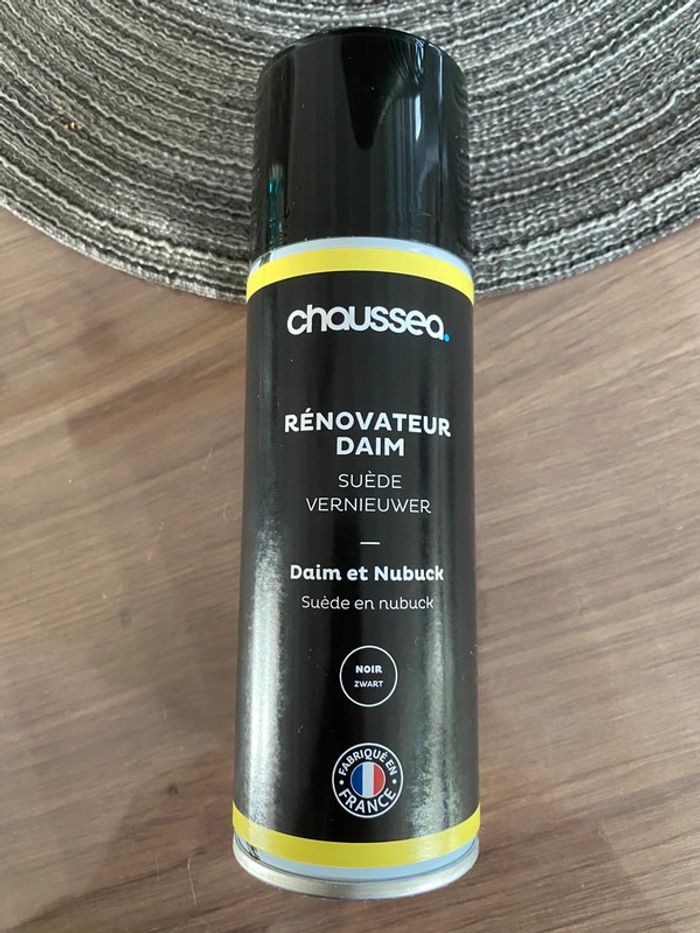 chaussea.
RÉNOVATEUR
DAIM
SUÈDE
VERNIEUWER
Daim et Nubuck
Suède en nubuck
NOIR
ZWART
FABRIQUÉ EN
FRANCE